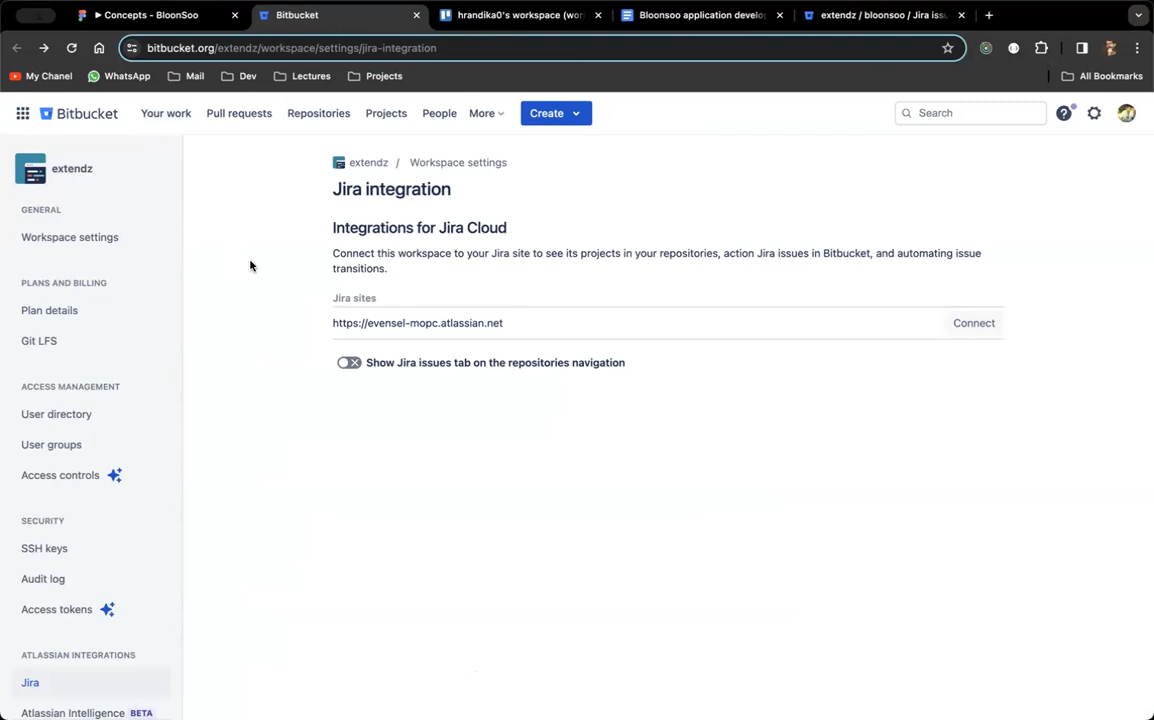 ▶ Concepts - BloonSoo
Bitbucket
handika0's workspace (wor
Bloonsoo application develop
extendz / bloonsoo / Jira issu
bitbucket.org/extendz/workspace/settings/jira-integration
My Chanel
WhatsApp
Mail
Dev
Lectures
Projects
All Bookmarks
Bitbucket
Your work
Pull requests
Repositories
Projects
People
More
Create
Search
extendz
GENERAL
Workspace settings
PLANS AND BILLING
Plan details
Git LFS
ACCESS MANAGEMENT
User directory
User groups
Access controls
SECURITY
SSH keys
Audit log
Access tokens
ATLASSIAN INTEGRATIONS
Jira
Atlassian Intelligence BETA
extendz / Workspace settings
Jira integration
Integrations for Jira Cloud
Connect this workspace to your Jira site to see its projects in your repositories, action Jira issues in Bitbucket, and automating issue
transitions.
Jira sites
https://evensel-mopc.atlassian.net
Connect
Show Jira issues tab on the repositories navigation